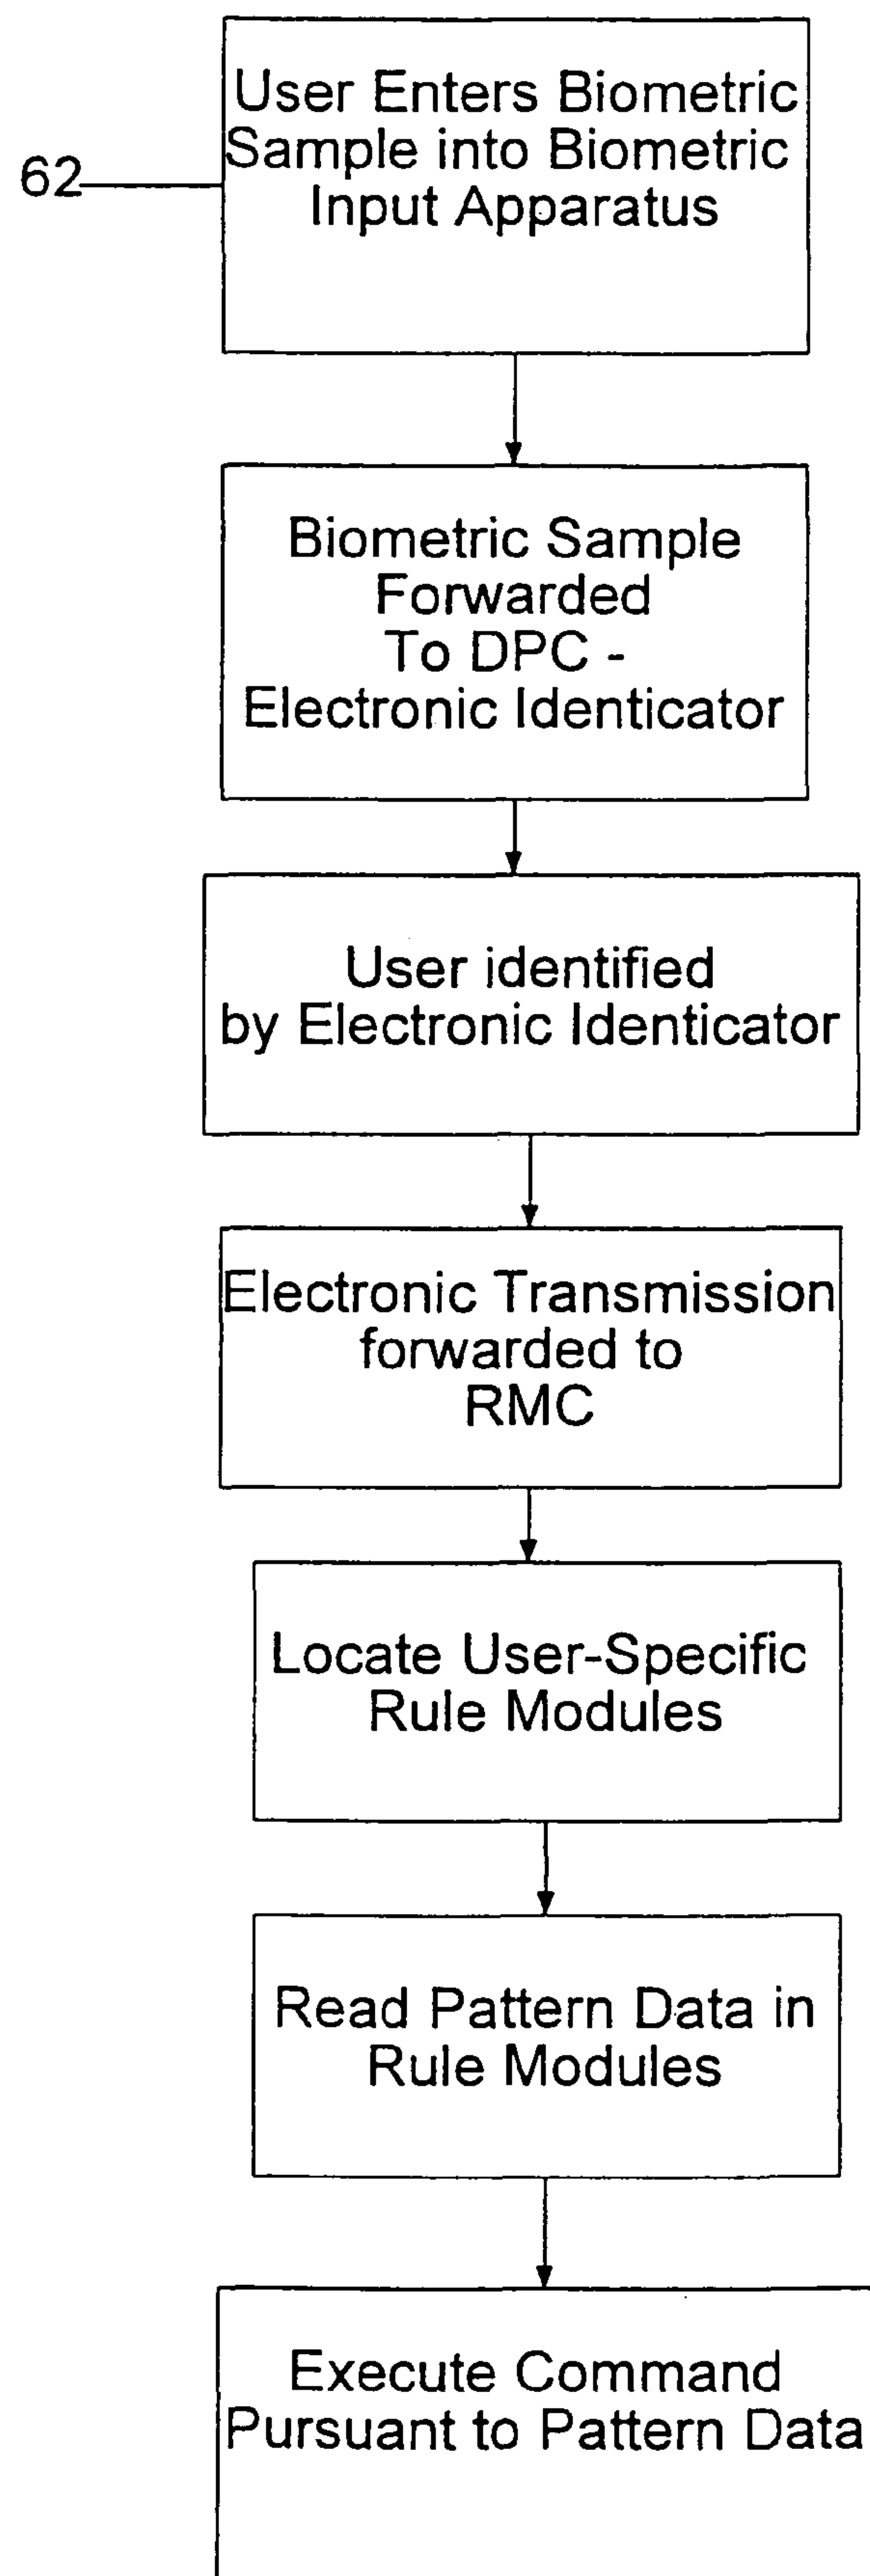 User Enters Biometric
Sample into Biometric
Input Apparatus
62
Biometric Sample
Forwarded
To DPC -
Electronic Identicator
User identified
by Electronic Identicator
Electronic Transmission
forwarded to
RMC
Locate User-Specific
Rule Modules
Read Pattern Data in
Rule Modules
Execute Command
Pursuant to Pattern Data